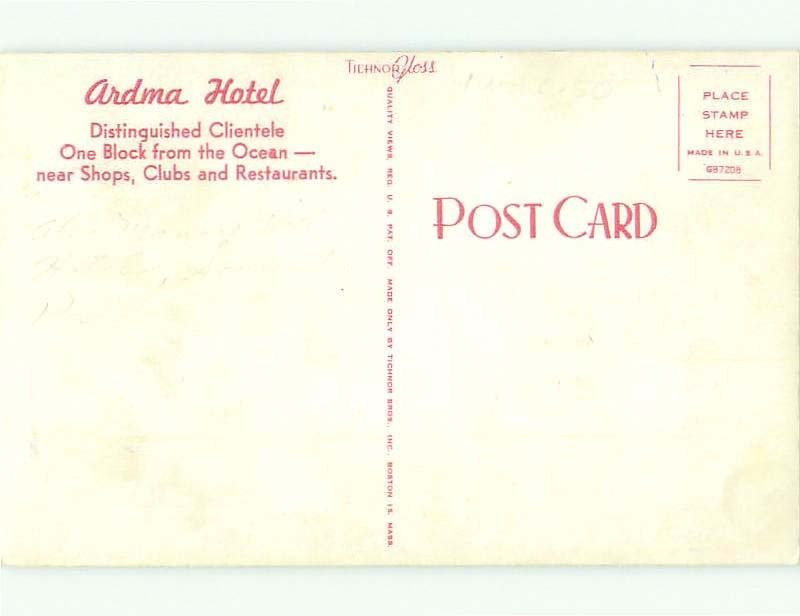 Ardma Hotel
Distinguished Clientele
One Block from the Ocean —
near Shops, Clubs and Restaurants.
TICHNOR Gloss
QUALITY VIEWS. REG. U. S. PAT. OFF. MADE ONLY BY TICHNOR BROS., INC., BOSTON 15, MASS.
POST CARD
PLACE
STAMP
HERE
MADE IN U.S.A.